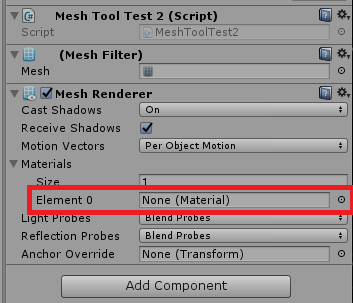 Mesh Tool Test 2 (Script)
Script MeshToolTest2
(Mesh Filter)
Mesh
Mesh Renderer
Cast Shadows On
Receive Shadows
Motion Vectors Per Object Motion
Materials
Size 1
Element 0 None (Material)
Light Probes Blend Probes
Reflection Probes Blend Probes
Anchor Override None (Transform)
Add Component